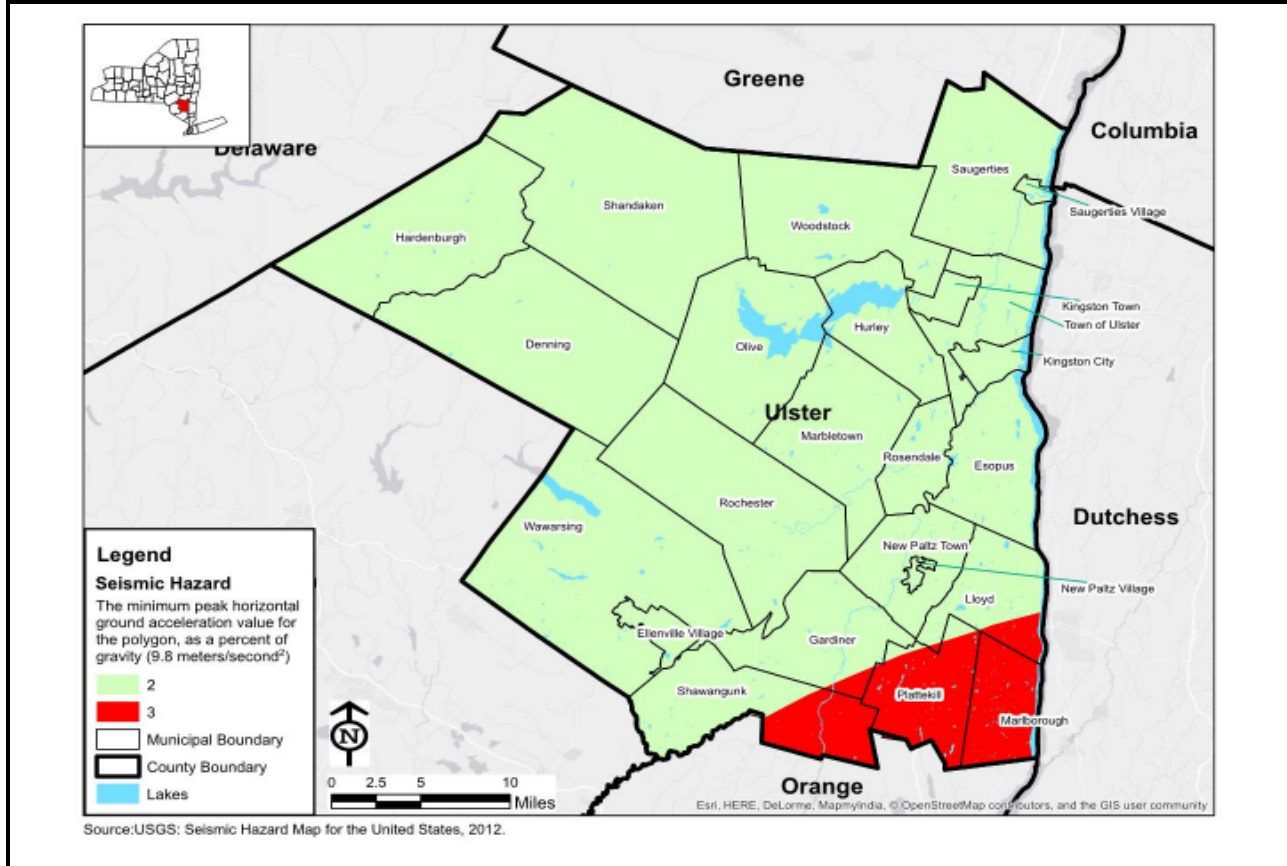 Greene
Columbia
Delaware
Saugerties
Saugerties Village
Shandaken
Woodstock
Hardenburgh
Kingston Town
Town of Ulster
Hurley
Denning
Olive
Kingston City
Ulster
Marbletown
Rosendale
Esopus
Rochester
Dutchess
Wawarsing
New Paltz Town
New Paltz Village
Lloyd
Ellenville Village
Gardiner
Shawangunk
Plattekill
Marlborough
Orange
Legend
Seismic Hazard
The minimum peak horizontal
ground acceleration value for
the polygon, as a percent of
gravity (9.8 meters/second²)
2
3
Municipal Boundary
County Boundary
Lakes
N
0 2.5 5 10
Miles
Esri, HERE, DeLorme, MapmyIndia, © OpenStreetMap contributors, and the GIS user community
Source:USGS: Seismic Hazard Map for the United States, 2012.